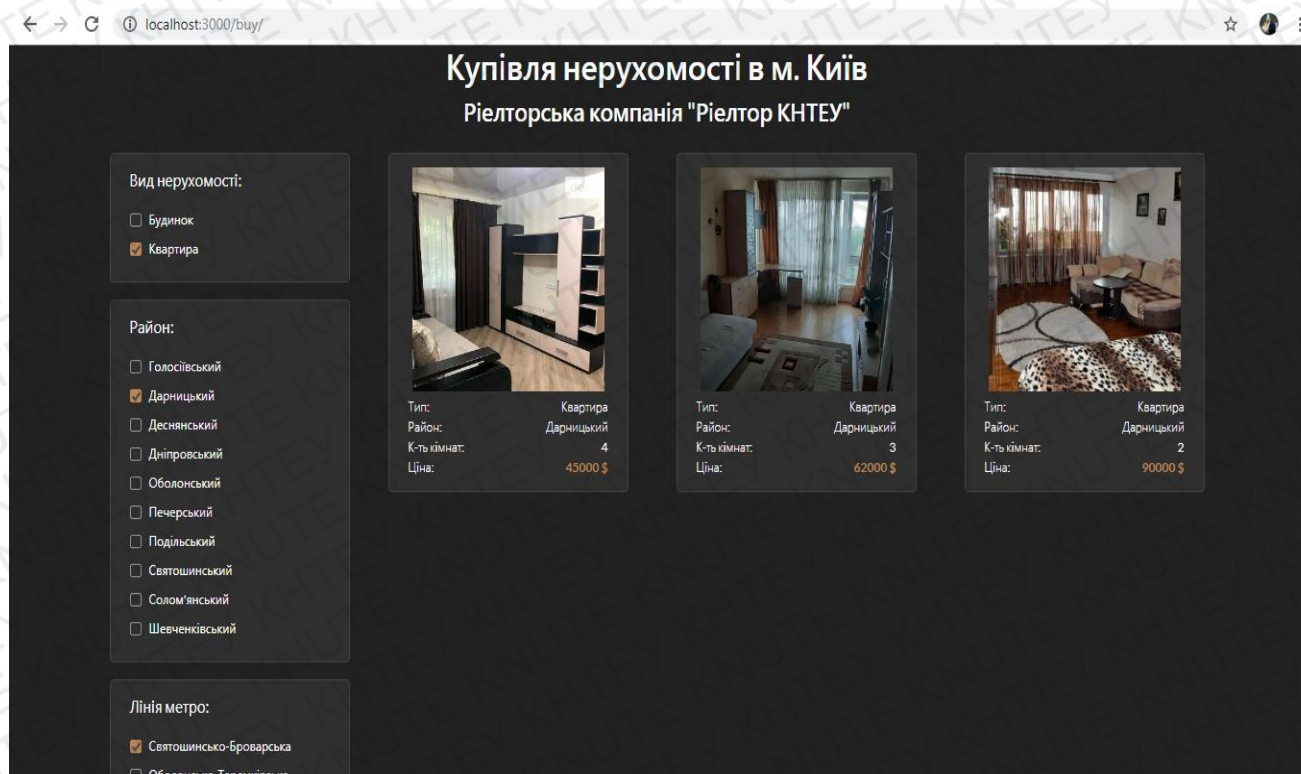 localhost:3000/buy/
Купівля нерухомості в м. Київ
Ріелторська компанія "Ріелтор КНТЕУ"
Вид нерухомості:
Будинок
Квартира
Район:
Голосіївський
Дарницький
Деснянський
Дніпровський
Оболонський
Печерський
Подільський
Святошинський
Солом'янський
Шевченківський
Лінія метро:
Святошинсько-Броварська
Тип: Квартира
Район: Дарницький
К-ть кімнат: 4
Ціна: 45000 $
Тип: Квартира
Район: Дарницький
К-ть кімнат: 3
Ціна: 62000 $
Тип: Квартира
Район: Дарницький
К-ть кімнат: 2
Ціна: 90000 $